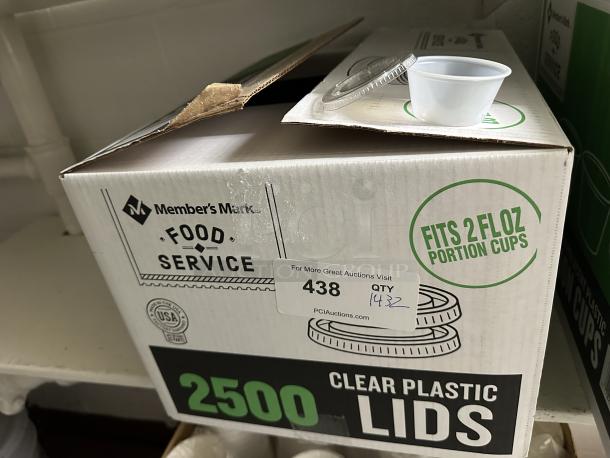 Member's Mark
FOOD
SERVICE
FITS 2 FL OZ
PORTION CUPS
For More Great Auctions Visit
438
QTY
1432
PCIAuctions.com
USA
2500
CLEAR PLASTIC
LIDS
CUPS